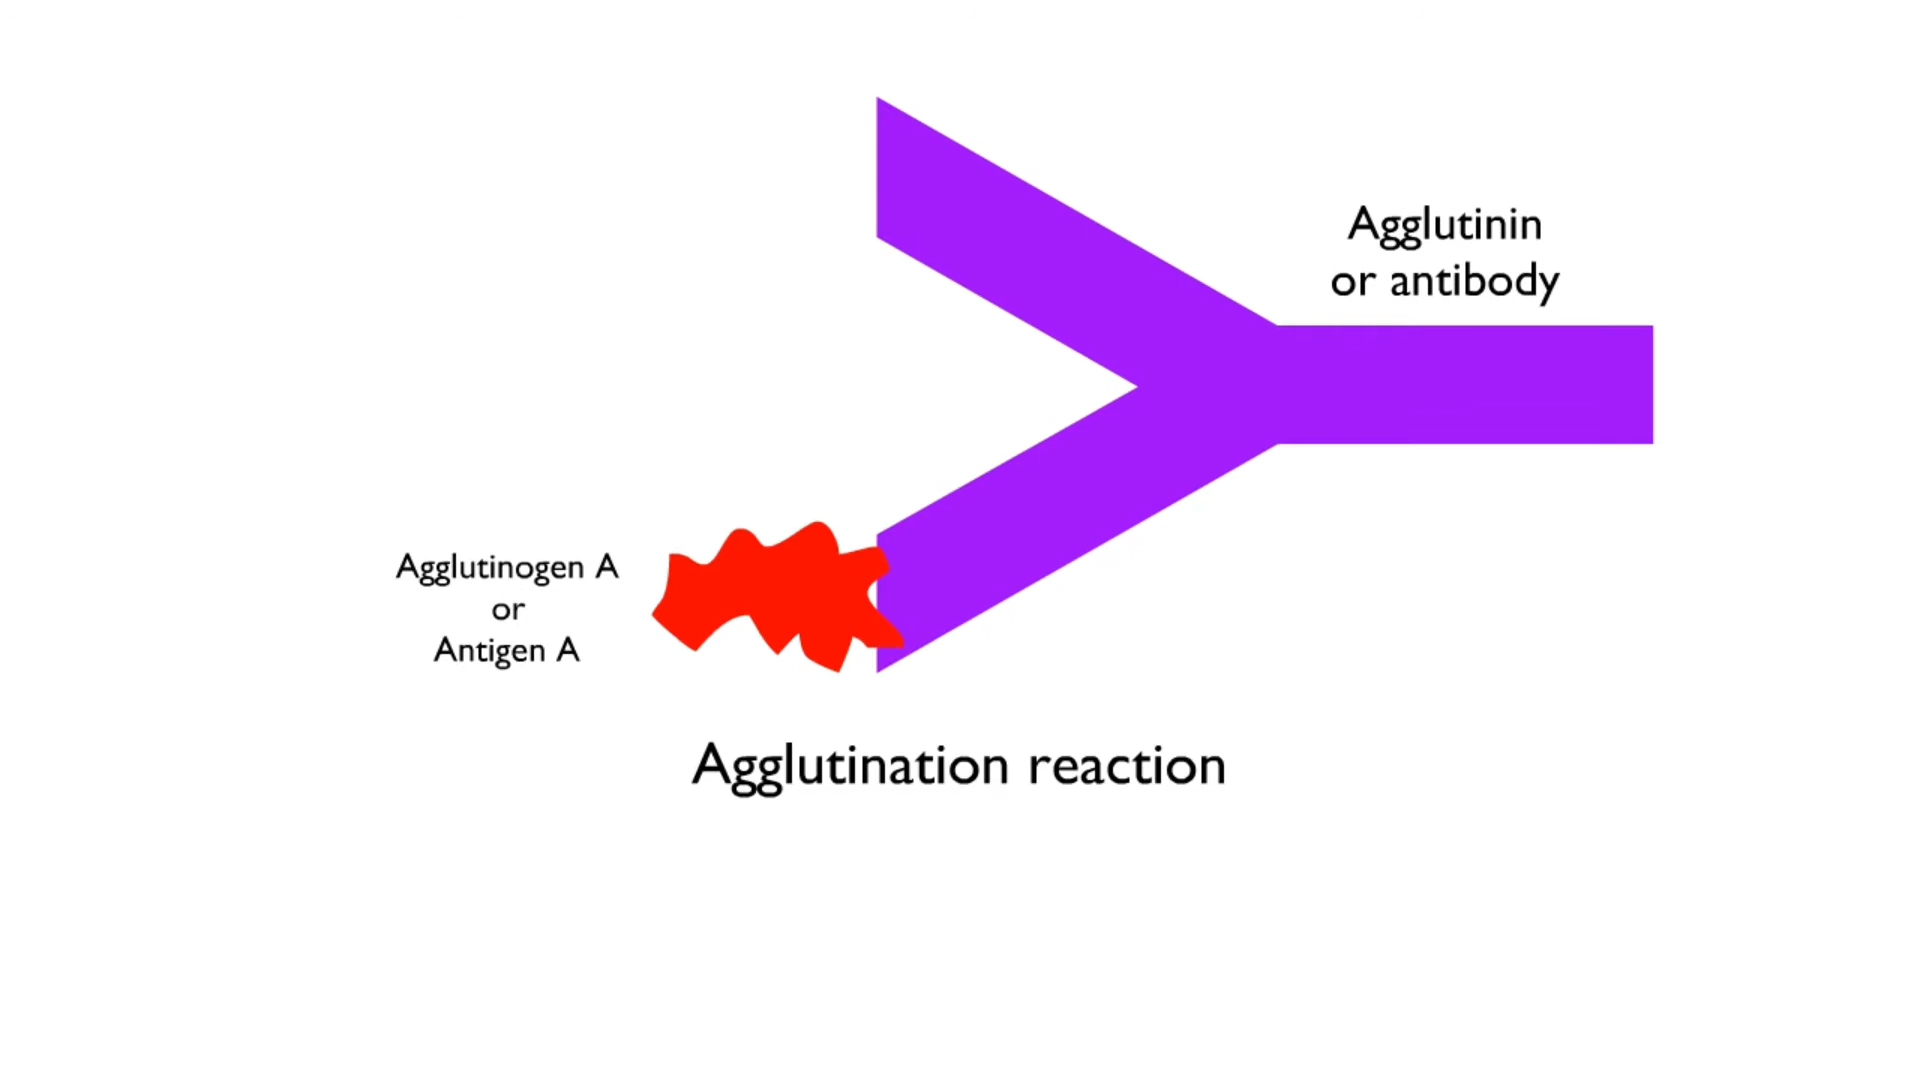 Agglutinin
or antibody
Agglutinogen A
or
Antigen A
Agglutination reaction